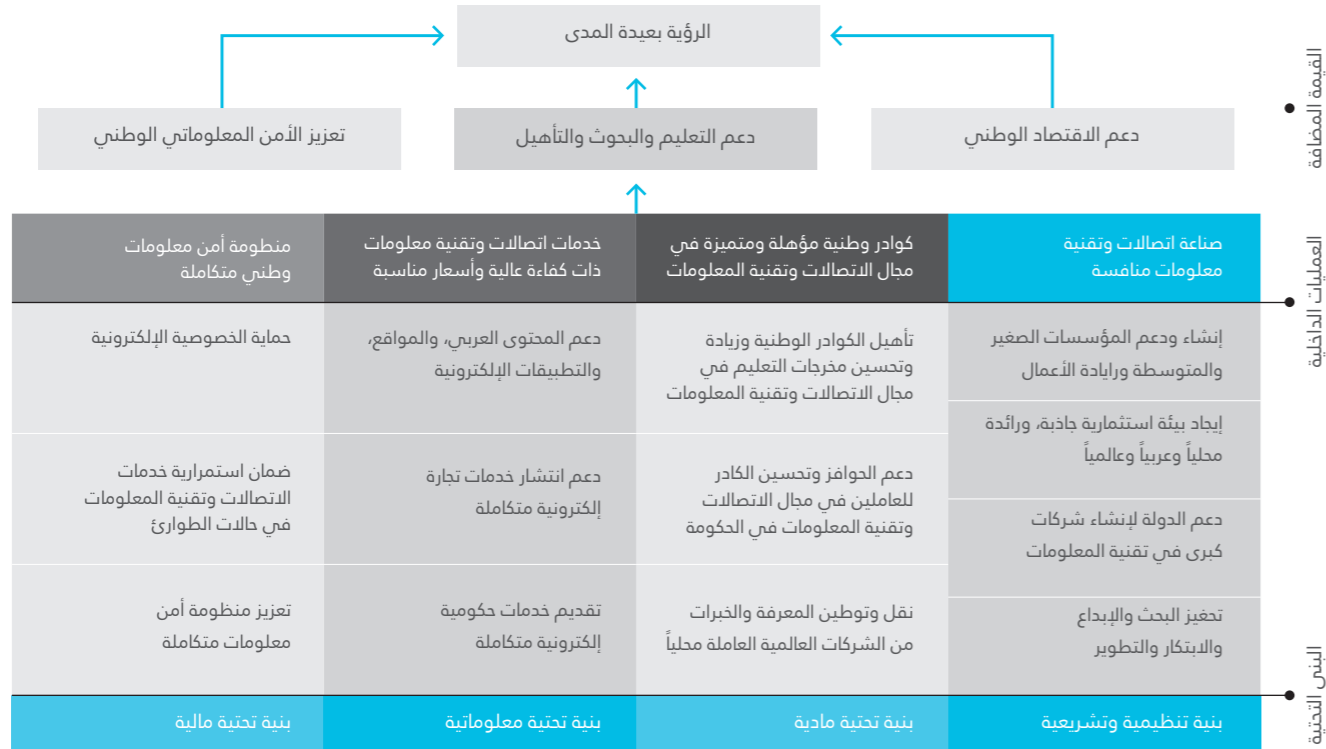 الرؤية بعيدة المدى
القيمة المضافة
دعم الاقتصاد الوطني
دعم التعليم والبحوث والتأهيل
تعزيز الأمن المعلوماتي الوطني
العمليات الداخلية
صناعة اتصالات وتقنية
معلومات منافسة
إنشاء ودعم المؤسسات الصغير
والمتوسطة ورايادة الأعمال
إيجاد بيئة استثمارية جاذبة، ورائدة
محلياً وعربياً وعالمياً
دعم الدولة لإنشاء شركات
كبرى في تقنية المعلومات
تحفيز البحث والإبداع
والابتكار والتطوير
كوادر وطنية مؤهلة ومتميزة في
مجال الاتصالات وتقنية المعلومات
تأهيل الكوادر الوطنية وزيادة
وتحسين مخرجات التعليم في
مجال الاتصالات وتقنية المعلومات
دعم الحوافز وتحسين الكادر
للعاملين في مجال الاتصالات
وتقنية المعلومات في الحكومة
نقل وتوطين المعرفة والخبرات
من الشركات العالمية العاملة محلياً
خدمات اتصالات وتقنية معلومات
ذات كفاءة عالية وأسعار مناسبة
دعم المحتوى العربي، والمواقع،
والتطبيقات الإلكترونية
دعم انتشار خدمات تجارة
إلكترونية متكاملة
تقديم خدمات حكومية
إلكترونية متكاملة
منطومة أمن معلومات
وطني متكاملة
حماية الخصوصية الإلكترونية
ضمان استمرارية خدمات
الاتصالات وتقنية المعلومات
في حالات الطوارئ
تعزيز منظومة أمن
معلومات متكاملة
البنى التحتية
بنية تنظيمية وتشريعية
بنية تحتية مادية
بنية تحتية معلوماتية
بنية تحتية مالية